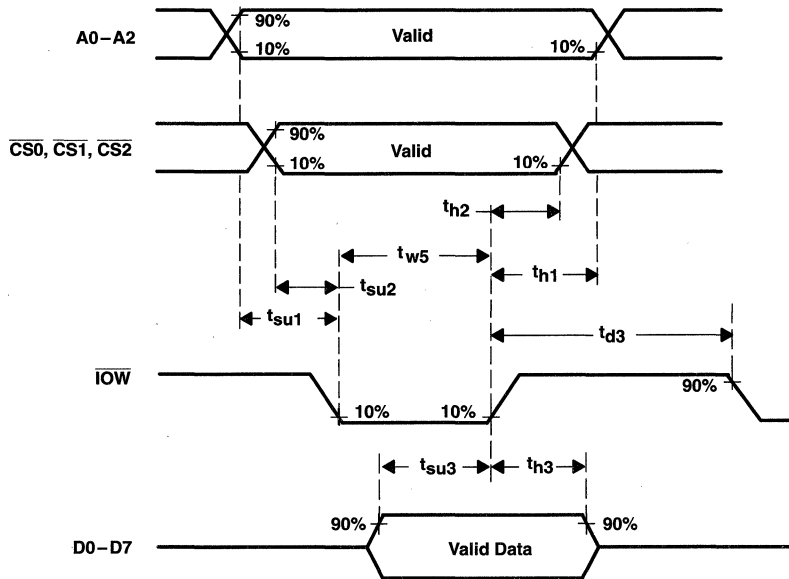 A0–A2
90%
Valid
10%
10%
CS0, CS1, CS2
90%
Valid
10%
10%
th2
tw5
tsu2
th1
tsu1
td3
IOW
90%
10%
10%
tsu3
th3
90%
90%
D0–D7
Valid Data